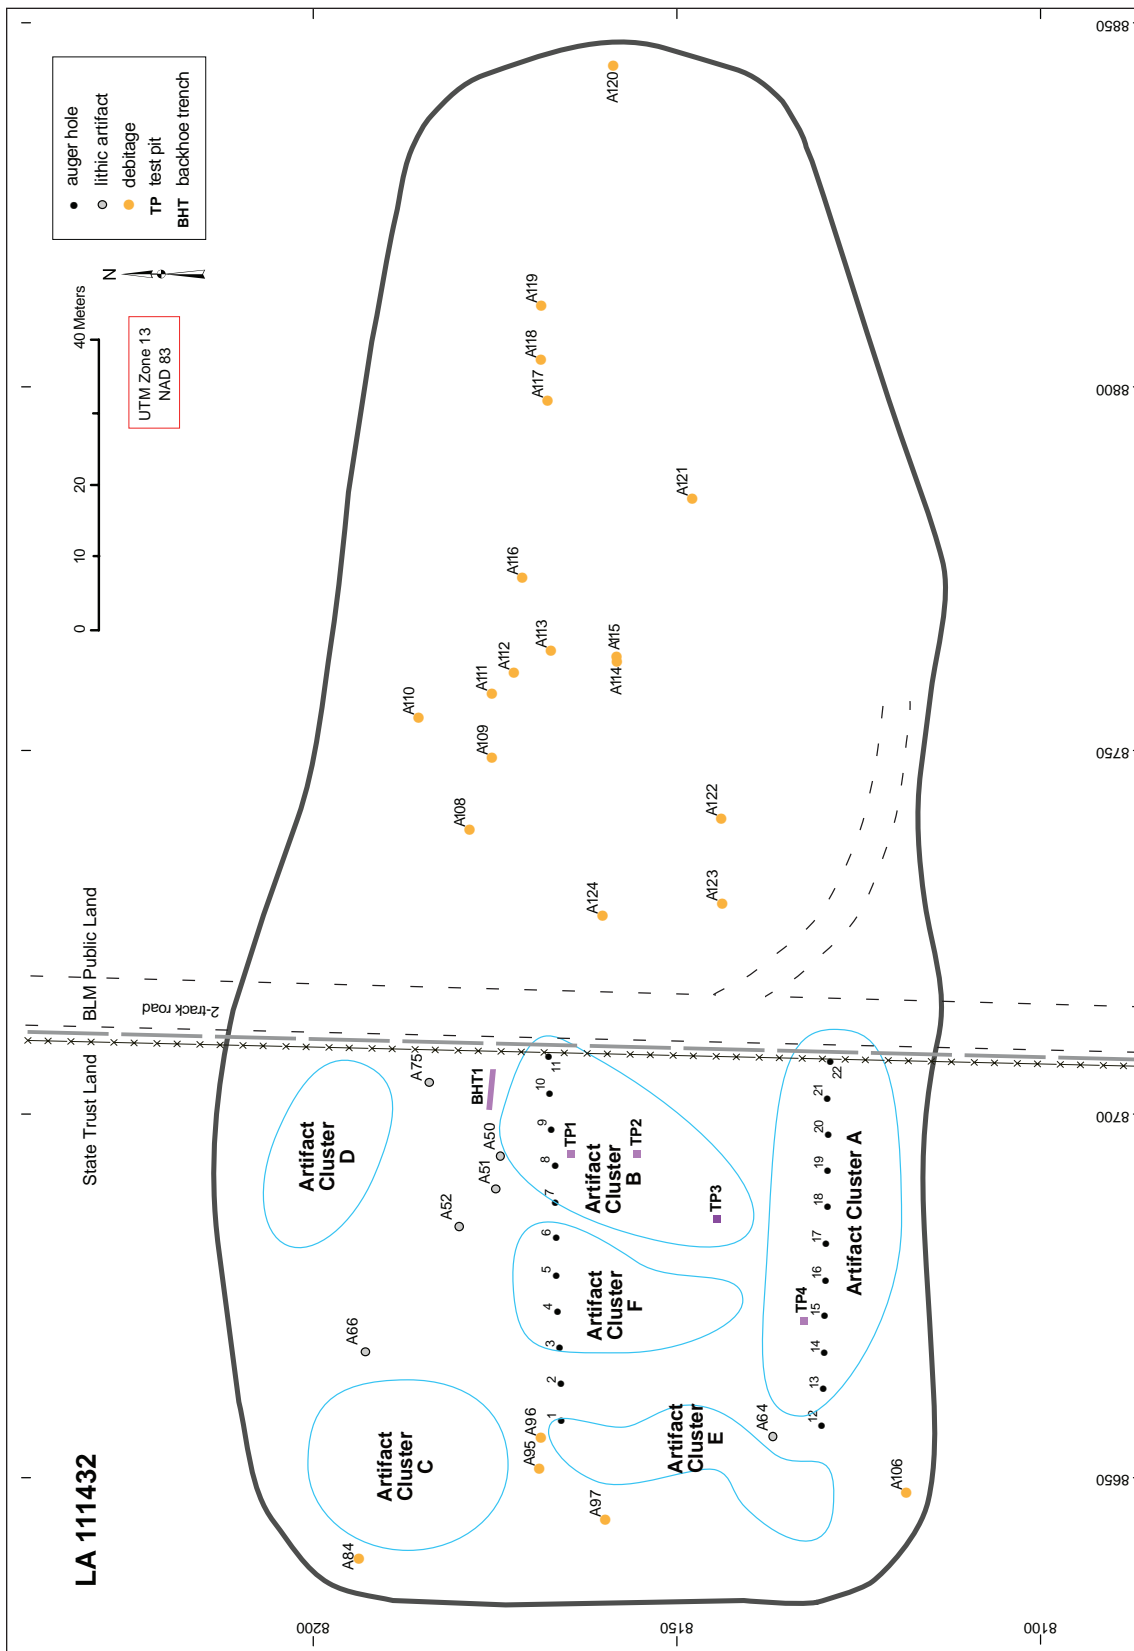 LA 111432
State Trust Land
BLM Public Land
2-track road
0
10
20
40 Meters
N
UTM Zone 13
NAD 83
auger hole
lithic artifact
debitage
TP test pit
BHT backhoe trench
8650
8700
8750
8800
8850
8200
8150
8100
A84
A66
A52
A51
A50
A75
BHT1
A95
A96
A97
A64
A106
Artifact
Cluster
C
Artifact
Cluster
D
Artifact
Cluster
E
Artifact
Cluster
F
Artifact
Cluster
B
Artifact Cluster A
TP1
TP2
TP3
TP4
1
2
3
4
5
6
7
8
9
10
11
12
13
14
15
16
17
18
19
20
21
22
A108
A109
A110
A111
A112
A113
A114
A115
A116
A117
A118
A119
A120
A121
A122
A123
A124